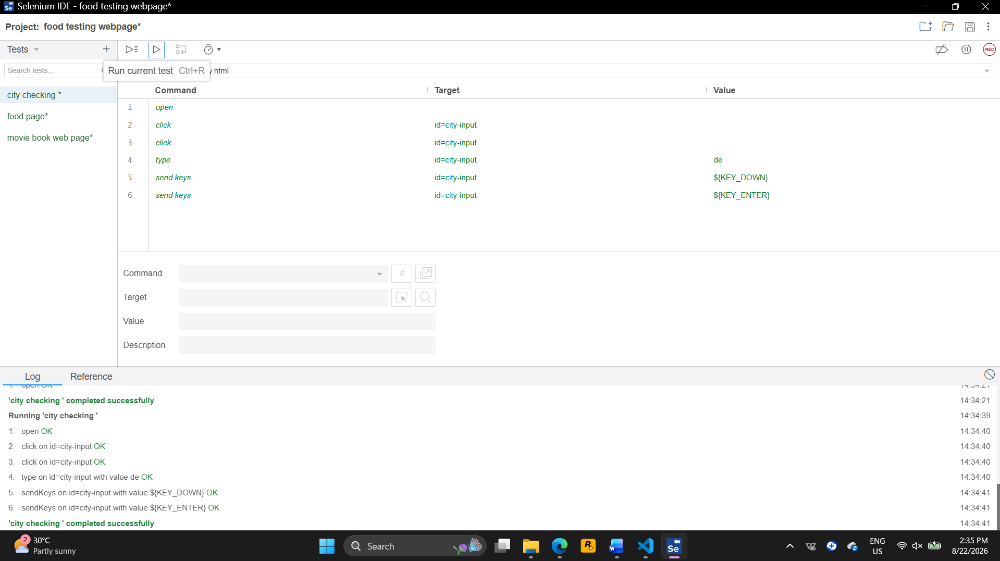 Selenium IDE - food testing webpage*
Project: food testing webpage*
Tests
REC
Search tests...
Run current test Ctrl+R
y.html
Command Target Value
city checking *
food page*
movie book web page*
1 open
2 click id=city-input
3 click id=city-input
4 type id=city-input de
5 send keys id=city-input ${KEY_DOWN}
6 send keys id=city-input ${KEY_ENTER}
Command //
Target
Value
Description
Log Reference
1. open OK 14:34:21
'city checking ' completed successfully 14:34:21
Running 'city checking ' 14:34:39
1. open OK 14:34:40
2. click on id=city-input OK 14:34:40
3. click on id=city-input OK 14:34:40
4. type on id=city-input with value de OK 14:34:40
5. sendKeys on id=city-input with value ${KEY_DOWN} OK 14:34:41
6. sendKeys on id=city-input with value ${KEY_ENTER} OK 14:34:41
'city checking ' completed successfully 14:34:41
2 30°C
Partly sunny
Search
Se
ENG
US
2:35 PM
8/22/2026